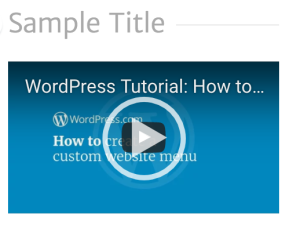 Sample Title
WordPress Tutorial: How to...
WordPress.com
How to cre
custom website menu